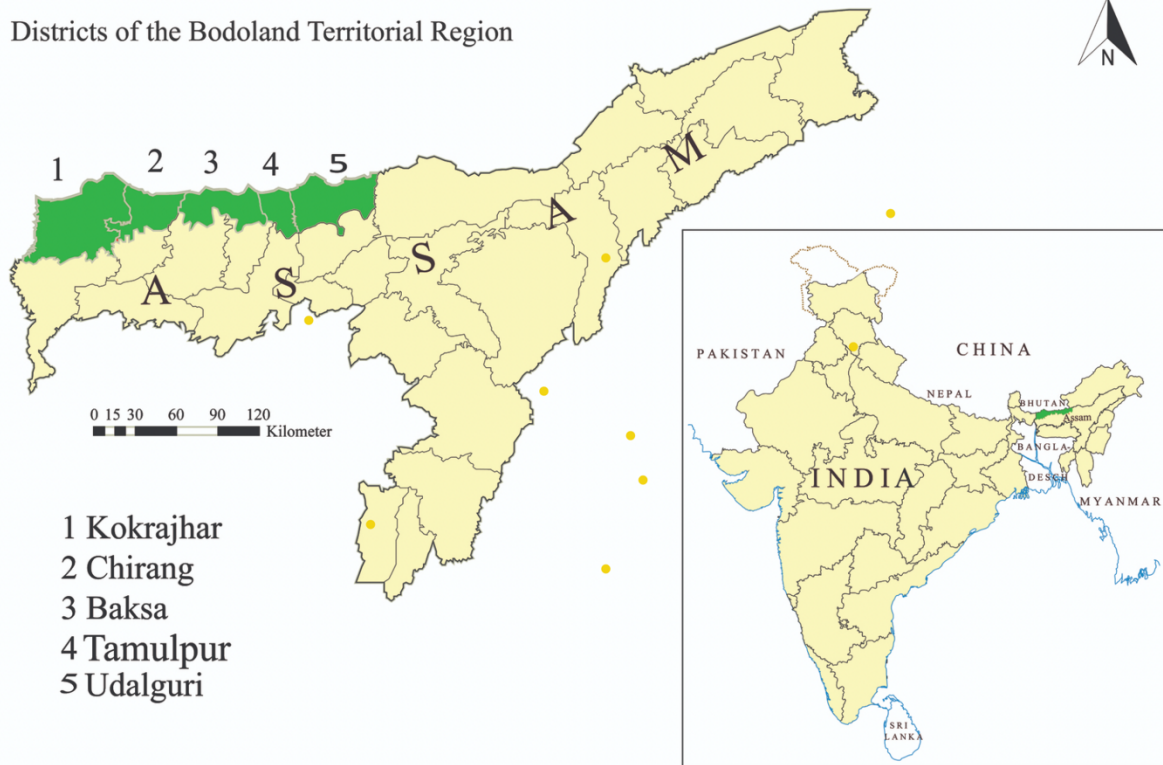 Districts of the Bodoland Territorial Region
N
1 2 3 4 5
A S S A M
0 15 30 60 90 120
Kilometer
1 Kokrajhar
2 Chirang
3 Baksa
4 Tamulpur
5 Udalguri
PAKISTAN
CHINA
NEPAL
BHUTAN
Assam
BANGLA-
DESCH
INDIA
MYANMAR
SRI
LANKA